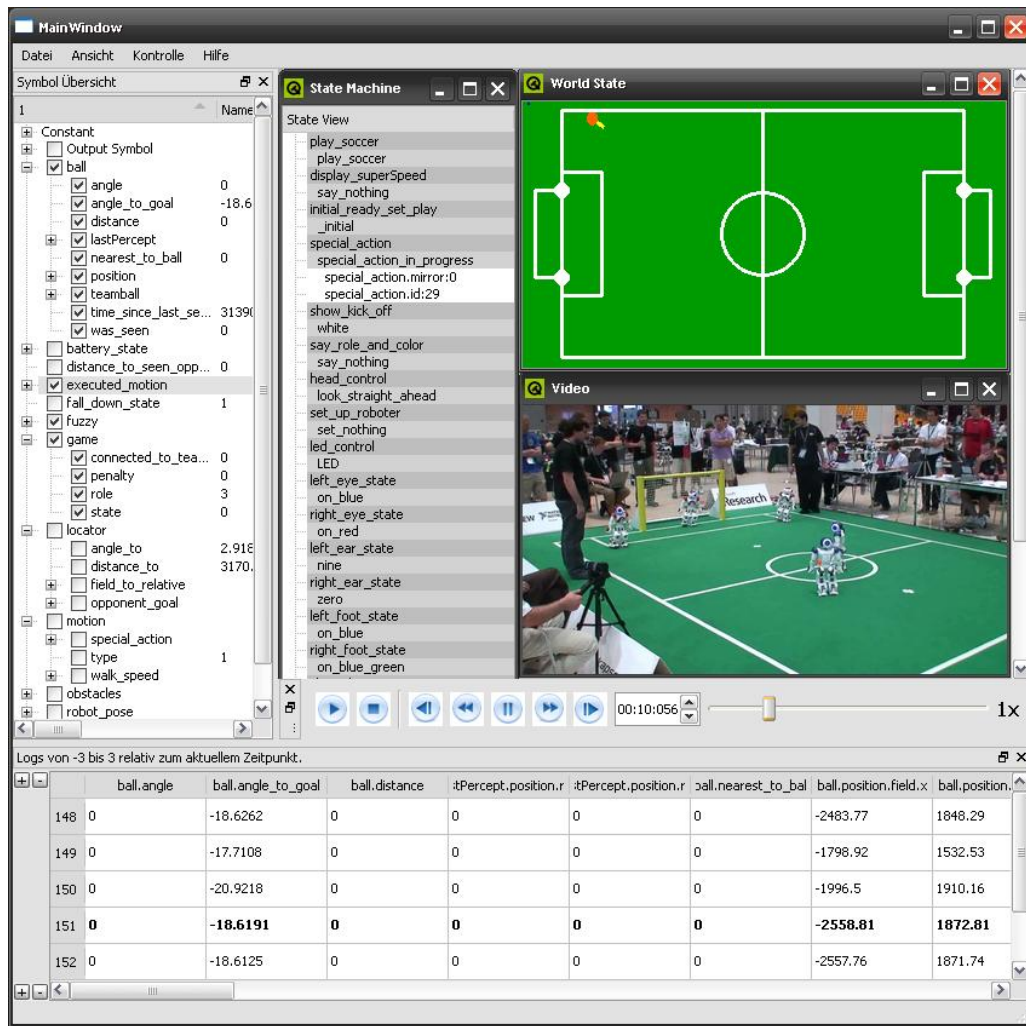 MainWindow
Datei Ansicht Kontrolle Hilfe
Symbol Übersicht
1 Name
Constant
Output Symbol
ball
angle 0
angle_to_goal -18.6
distance 0
lastPercept
nearest_to_ball 0
position
teamball
time_since_last_se... 3139
was_seen 0
battery_state
distance_to_seen_opp... 0
executed_motion
fall_down_state 1
fuzzy
game
connected_to_tea... 0
penalty 0
role 3
state 0
locator
angle_to 2.918
distance_to 3170.
field_to_relative
opponent_goal
motion
special_action
type 1
walk_speed
obstacles
robot_pose
State Machine
State View
play_soccer
play_soccer
display_superSpeed
say_nothing
initial_ready_set_play
_initial
special_action
special_action_in_progress
special_action.mirror:0
special_action.id:29
show_kick_off
white
say_role_and_color
say_nothing
head_control
look_straight_ahead
set_up_roboter
set_nothing
led_control
LED
left_eye_state
on_blue
right_eye_state
on_red
left_ear_state
nine
right_ear_state
zero
left_foot_state
on_blue
right_foot_state
on_blue_green
World State
Video
Research
00:10:056
1x
Logs von -3 bis 3 relativ zum aktuellem Zeitpunkt.
ball.angle ball.angle_to_goal ball.distance :tPercept.position.r :tPercept.position.r ball.nearest_to_bal ball.position.field.x ball.position.
148 0 -18.6262 0 0 0 0 -2483.77 1848.29
149 0 -17.7108 0 0 0 0 -1798.92 1532.53
150 0 -20.9218 0 0 0 0 -1996.5 1910.16
151 0 -18.6191 0 0 0 0 -2558.81 1872.81
152 0 -18.6125 0 0 0 0 -2557.76 1871.74